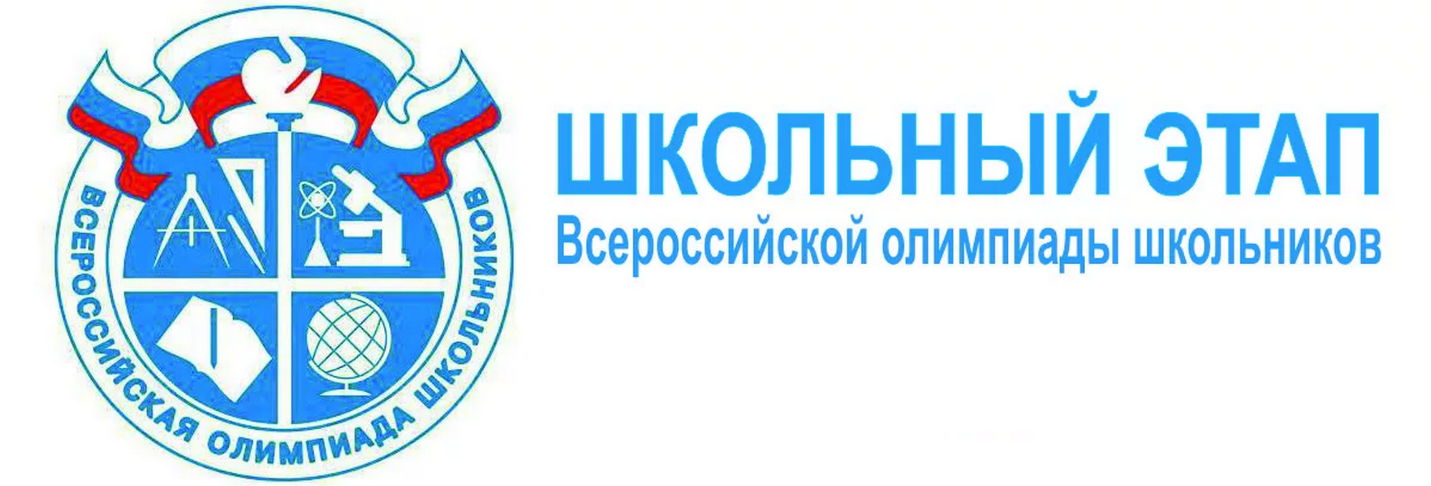 ВСЕРОССИЙСКАЯ ОЛИМПИАДА ШКОЛЬНИКОВ
ШКОЛЬНЫЙ ЭТАП
Всероссийской олимпиады школьников